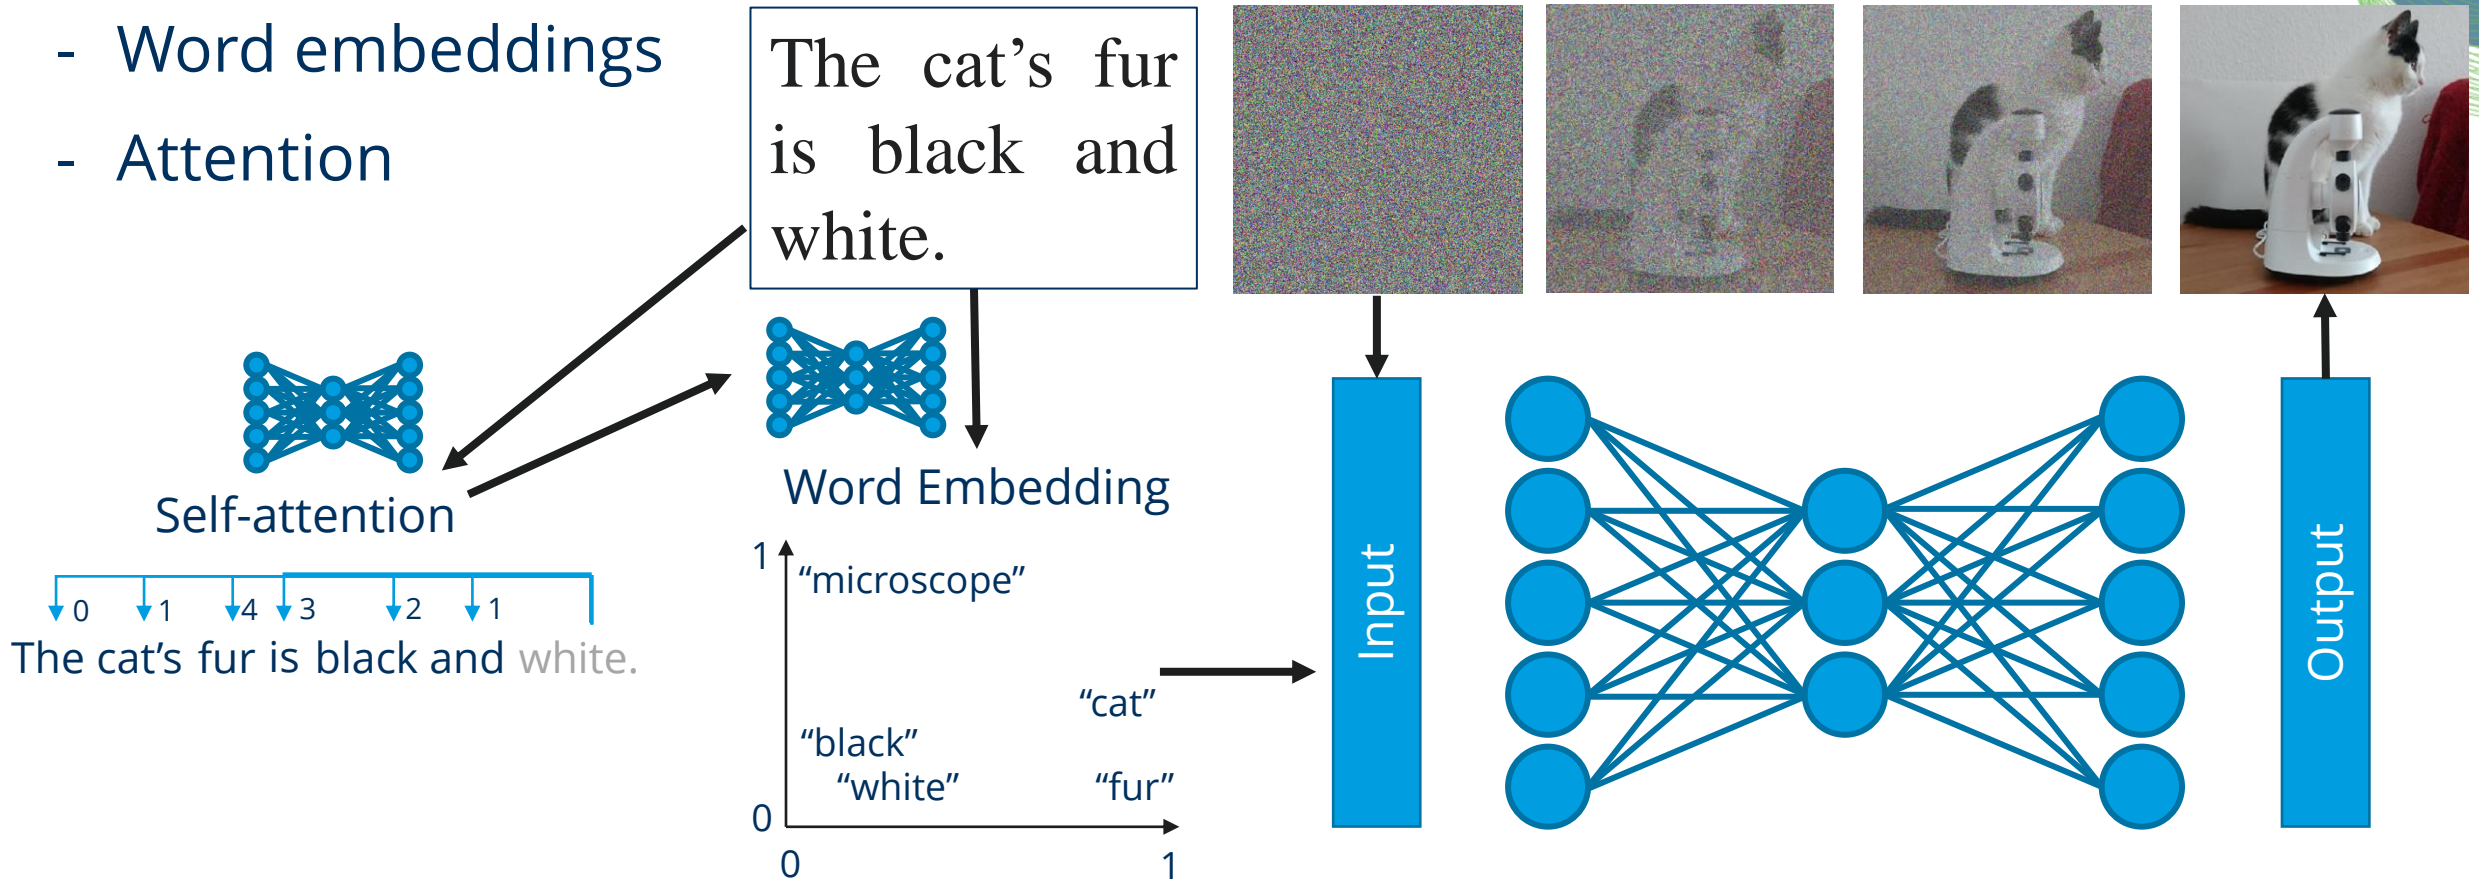 - Word embeddings
- Attention
The cat’s fur
is black and
white.
Self-attention
0 1 4 3 2 1
The cat’s fur is black and white.
Word Embedding
1
“microscope”
“cat”
“black”
“white” “fur”
0
0 1
Input
Output